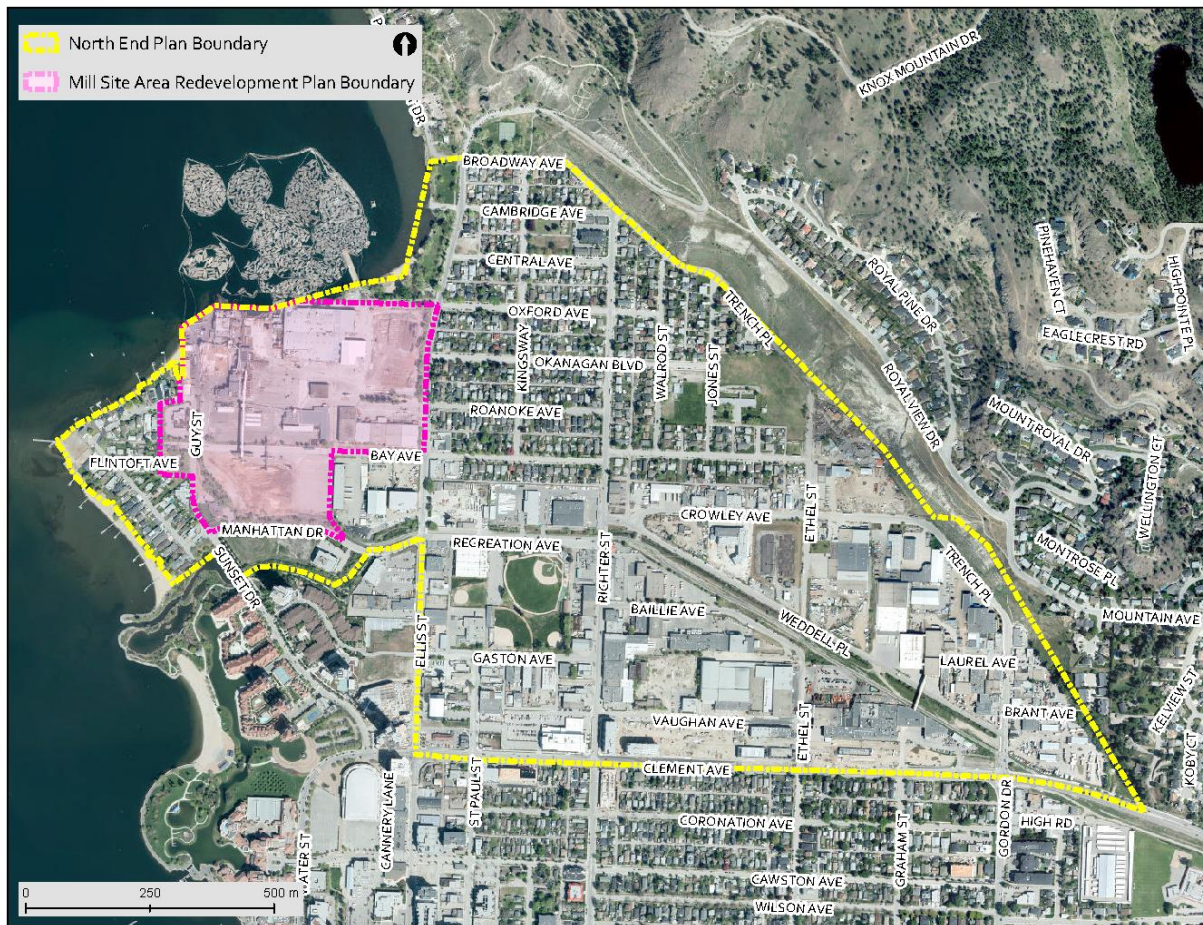 North End Plan Boundary
Mill Site Area Redevelopment Plan Boundary
KNOX MOUNTAIN DR
BROADWAY AVE
CAMBRIDGE AVE
CENTRAL AVE
OXFORD AVE
KINGSWAY
OKANAGAN BLVD
WALROD ST
JONES ST
TRENCH PL
ROYAL PINE DR
PINEHAVEN CT
HIGHPOINTE PL
EAGLECREST RD
ROYALVIEW DR
ROANOKE AVE
GUY ST
FLINTOFT AVE
BAY AVE
MOUNT ROYAL DR
WELLINGTON CT
ETHEL ST
CROWLEY AVE
MANHATTAN DR
SUNSET DR
RECREATION AVE
RICHTER ST
TRENCH PL
MONTROSE PL
MOUNTAIN AVE
BAILLIE AVE
WEDDELL PL
ELLIS ST
GASTON AVE
LAUREL AVE
KELVIEW ST
BRANT AVE
VAUGHAN AVE
ETHEL ST
KOBY CT
CLEMENT AVE
CANNERY LANE
ST PAUL ST
GORDON DR
GRAHAM ST
CORONATION AVE
HIGH RD
WATER ST
CAWSTON AVE
WILSON AVE
0 250 500 m